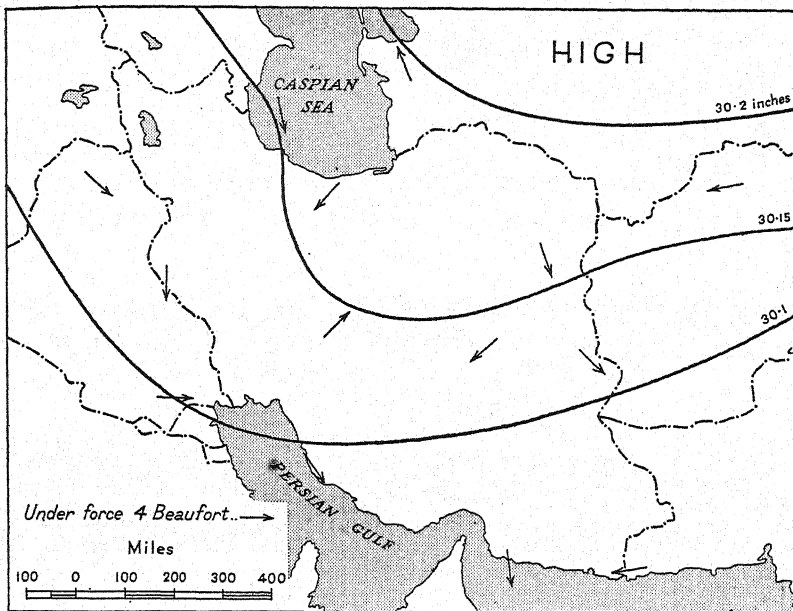 HIGH
CASPIAN
SEA
30·2 inches
30·15
30·1
PERSIAN GULF
Under force 4 Beaufort..
Miles
100 0 100 200 300 400